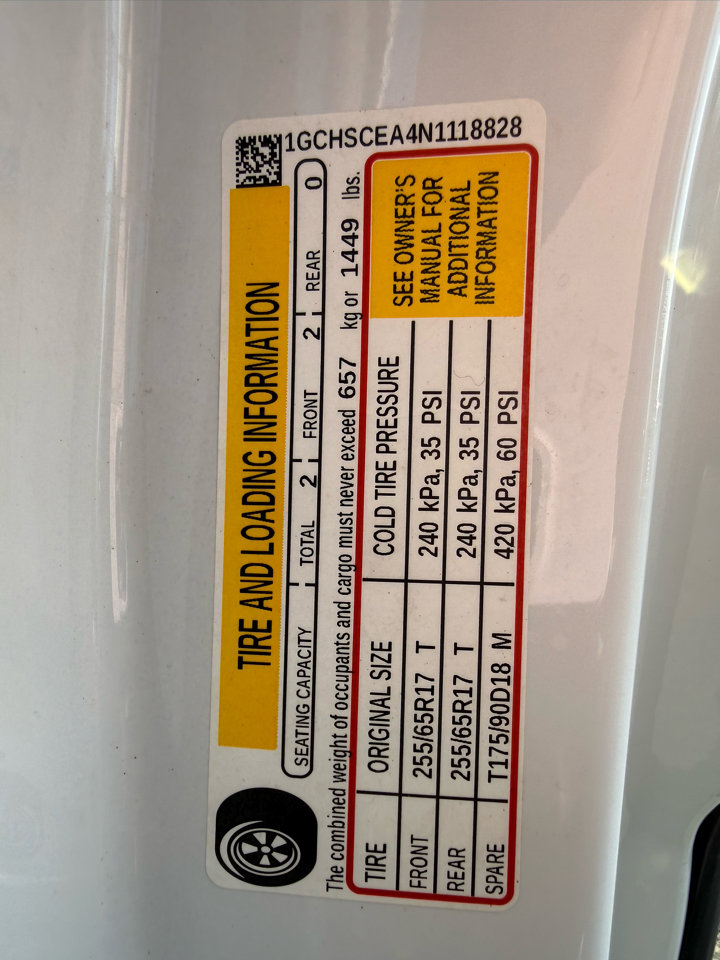 1GCHSCEA4N1118828
TIRE AND LOADING INFORMATION
SEATING CAPACITY TOTAL 2 FRONT 2 REAR 0
The combined weight of occupants and cargo must never exceed 657 kg or 1449 lbs.
TIRE ORIGINAL SIZE COLD TIRE PRESSURE
FRONT 255/65R17 T 240 kPa, 35 PSI
REAR 255/65R17 T 240 kPa, 35 PSI
SPARE T175/90D18 M 420 kPa, 60 PSI
SEE OWNER'S
MANUAL FOR
ADDITIONAL
INFORMATION